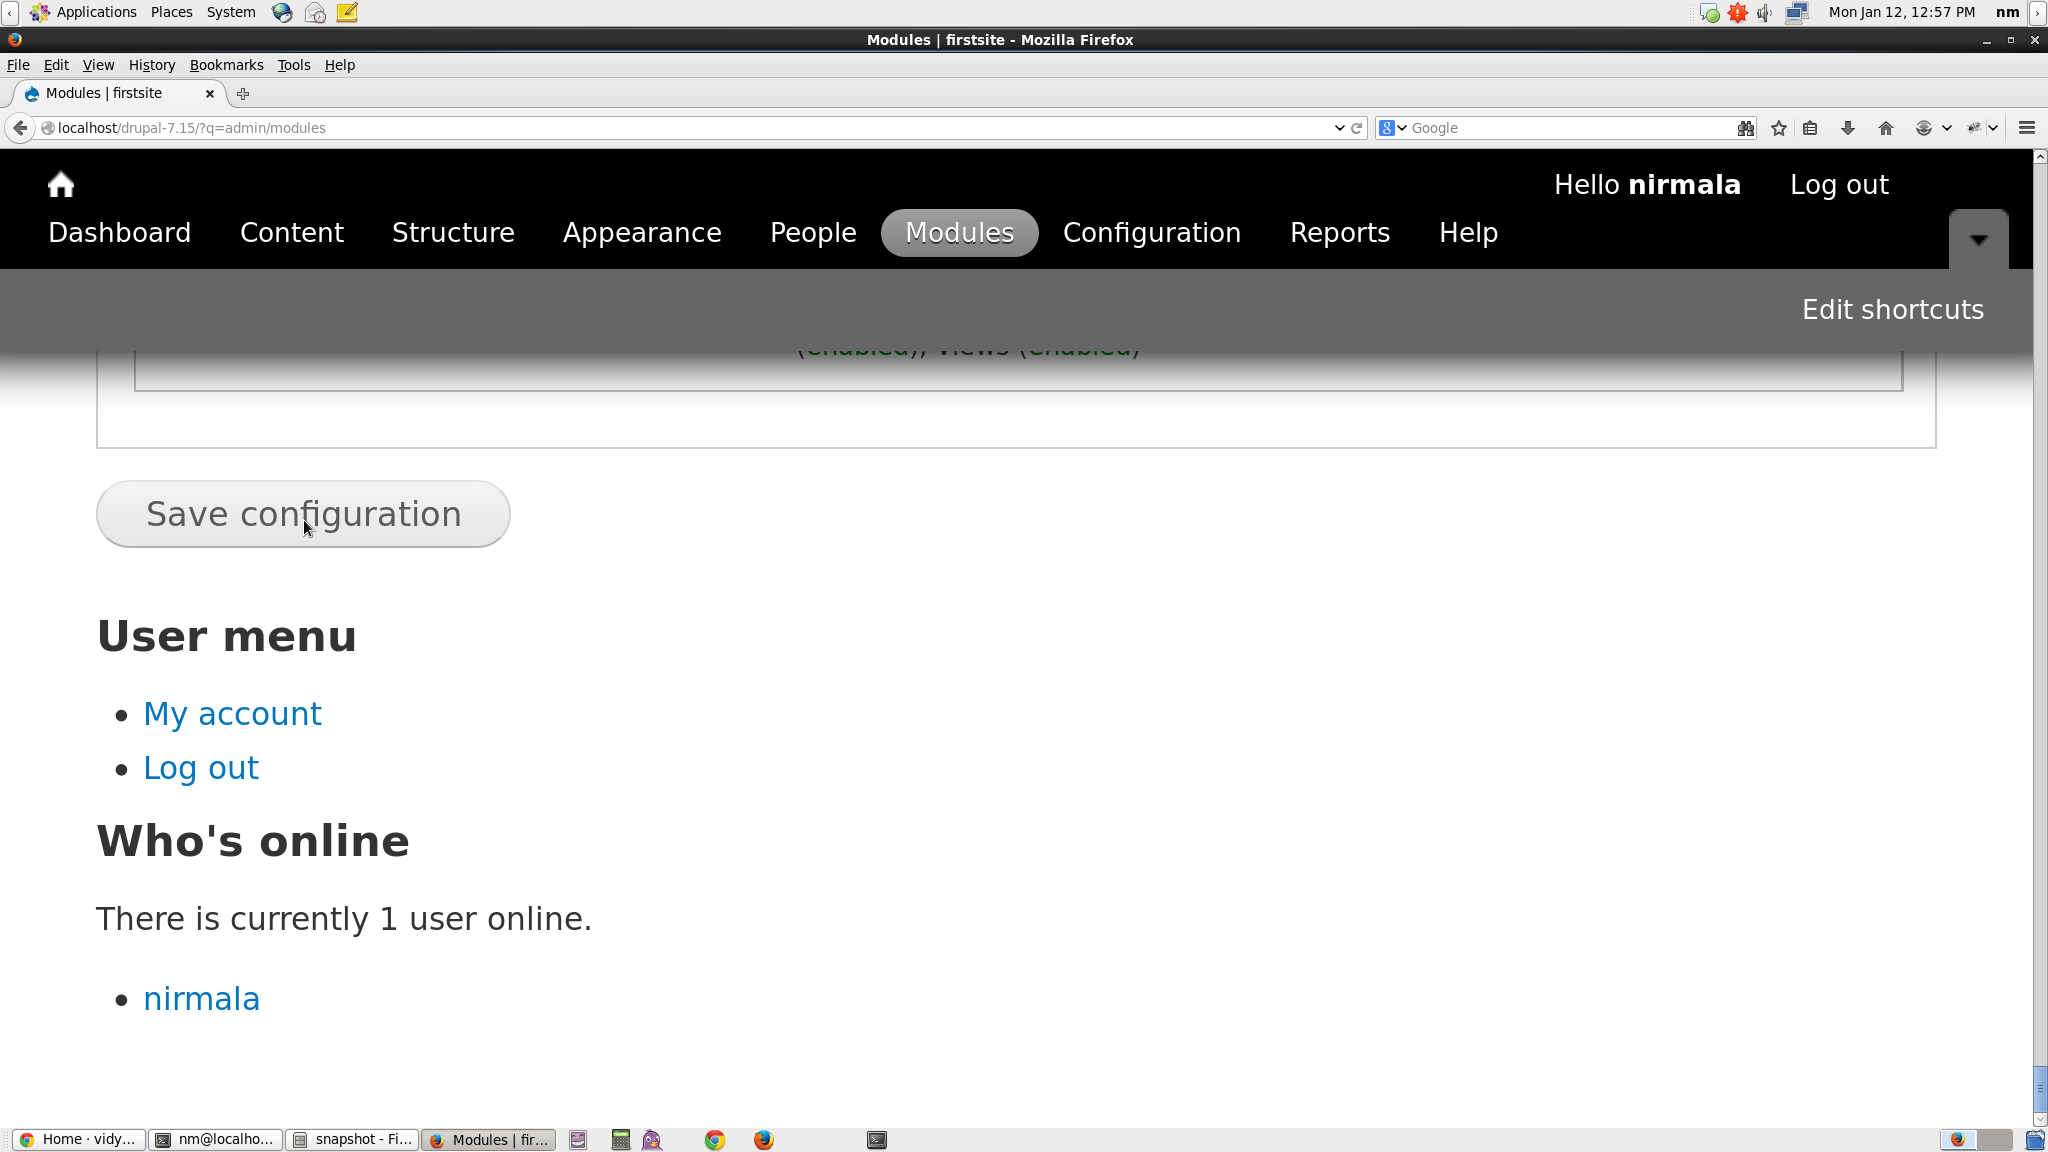 Applications Places System Mon Jan 12, 12:57 PM nm
Modules | firstsite - Mozilla Firefox
File Edit View History Bookmarks Tools Help
Modules | firstsite
localhost/drupal-7.15/?q=admin/modules Google
Hello nirmala Log out
Dashboard Content Structure Appearance People Modules Configuration Reports Help
Edit shortcuts
(enabled), Views (enabled)
Save configuration
User menu
• My account
• Log out
Who's online
There is currently 1 user online.
• nirmala
Home · vidy... nm@localho... snapshot - Fi... Modules | fir...